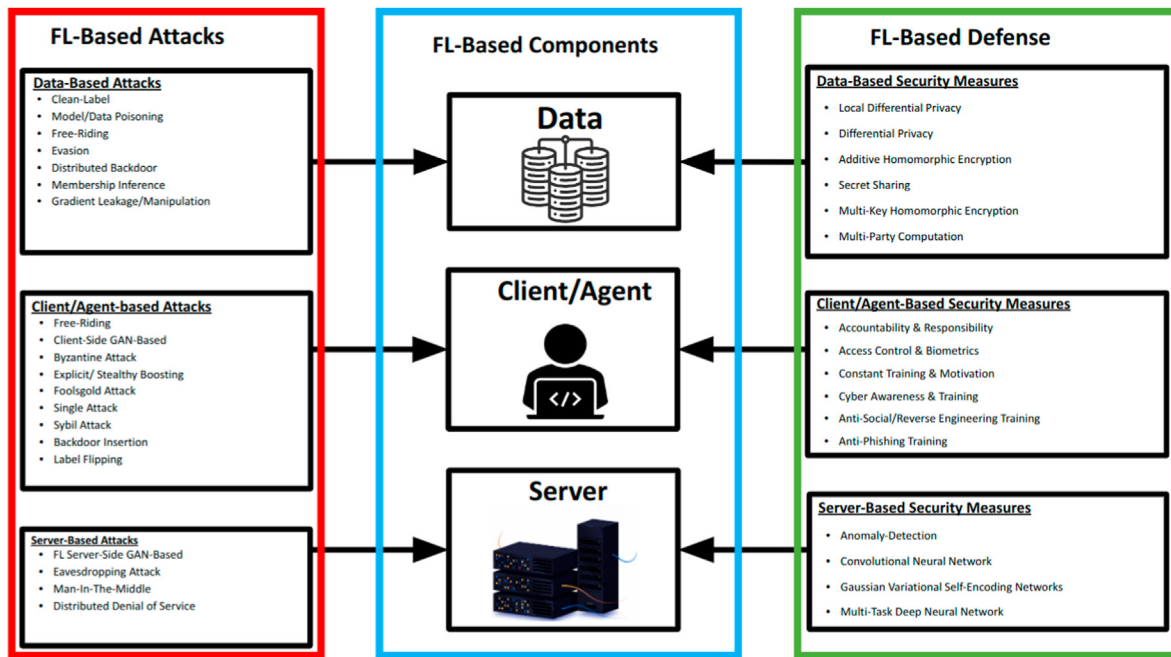 FL-Based Attacks
Data-Based Attacks
• Clean-Label
• Model/Data Poisoning
• Free-Riding
• Evasion
• Distributed Backdoor
• Membership Inference
• Gradient Leakage/Manipulation
Client/Agent-based Attacks
• Free-Riding
• Client-Side GAN-Based
• Byzantine Attack
• Explicit/ Stealthy Boosting
• Foolsgold Attack
• Single Attack
• Sybil Attack
• Backdoor Insertion
• Label Flipping
Server-Based Attacks
• FL Server-Side GAN-Based
• Eavesdropping Attack
• Man-In-The-Middle
• Distributed Denial of Service
FL-Based Components
Data
Client/Agent
</>
Server
FL-Based Defense
Data-Based Security Measures
• Local Differential Privacy
• Differential Privacy
• Additive Homomorphic Encryption
• Secret Sharing
• Multi-Key Homomorphic Encryption
• Multi-Party Computation
Client/Agent-Based Security Measures
• Accountability & Responsibility
• Access Control & Biometrics
• Constant Training & Motivation
• Cyber Awareness & Training
• Anti-Social/Reverse Engineering Training
• Anti-Phishing Training
Server-Based Security Measures
• Anomaly-Detection
• Convolutional Neural Network
• Gaussian Variational Self-Encoding Networks
• Multi-Task Deep Neural Network